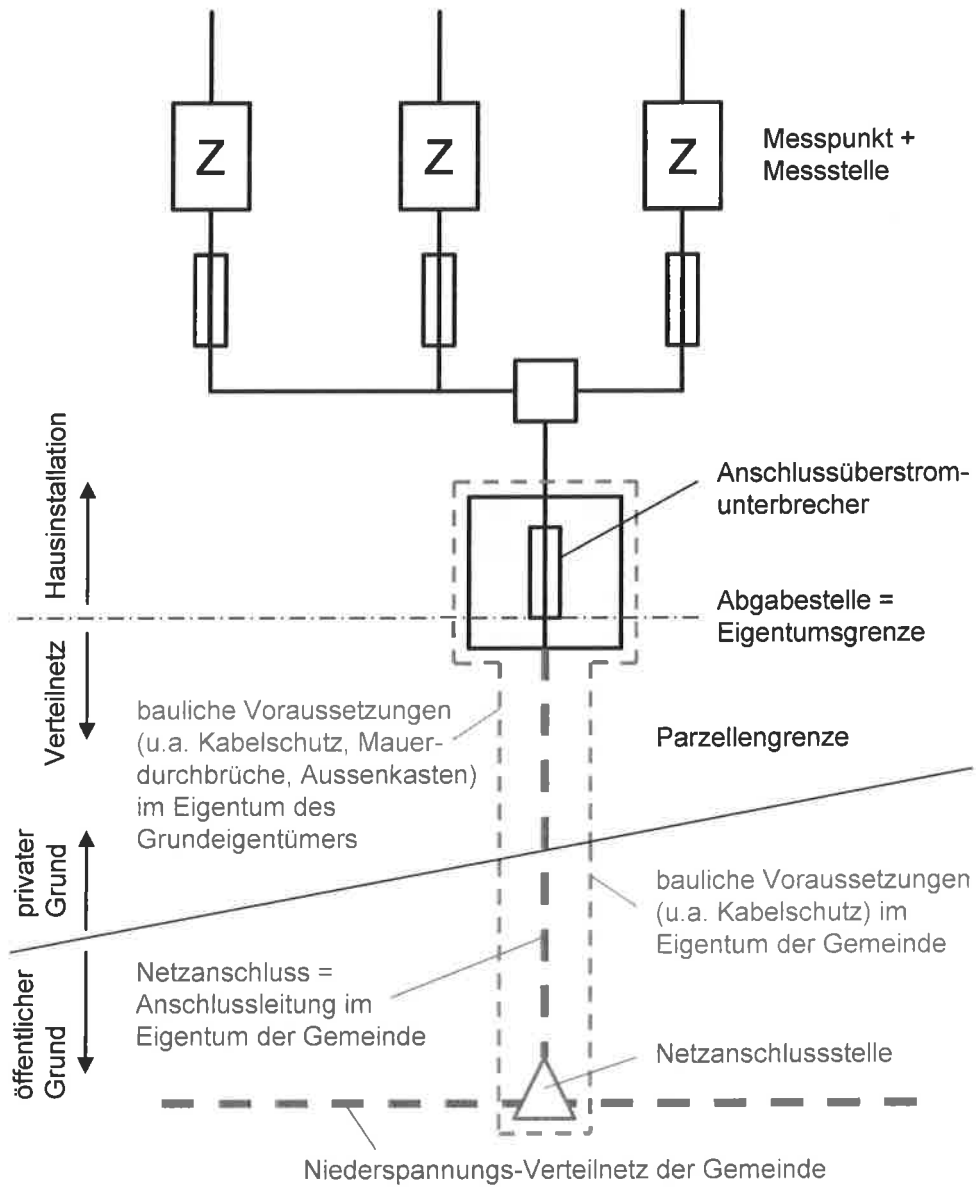 Z
Z
Z
Messpunkt +
Messstelle
Hausinstallation
Anschlussüberstrom-
unterbrecher
Abgabestelle =
Eigentumsgrenze
Verteilnetz
bauliche Voraussetzungen
(u.a. Kabelschutz, Mauer-
durchbrüche, Aussenkasten)
im Eigentum des
Grundeigentümers
Parzellengrenze
privater
Grund
bauliche Voraussetzungen
(u.a. Kabelschutz) im
Eigentum der Gemeinde
öffentlicher
Grund
Netzanschluss =
Anschlussleitung im
Eigentum der Gemeinde
Netzanschlussstelle
Niederspannungs-Verteilnetz der Gemeinde